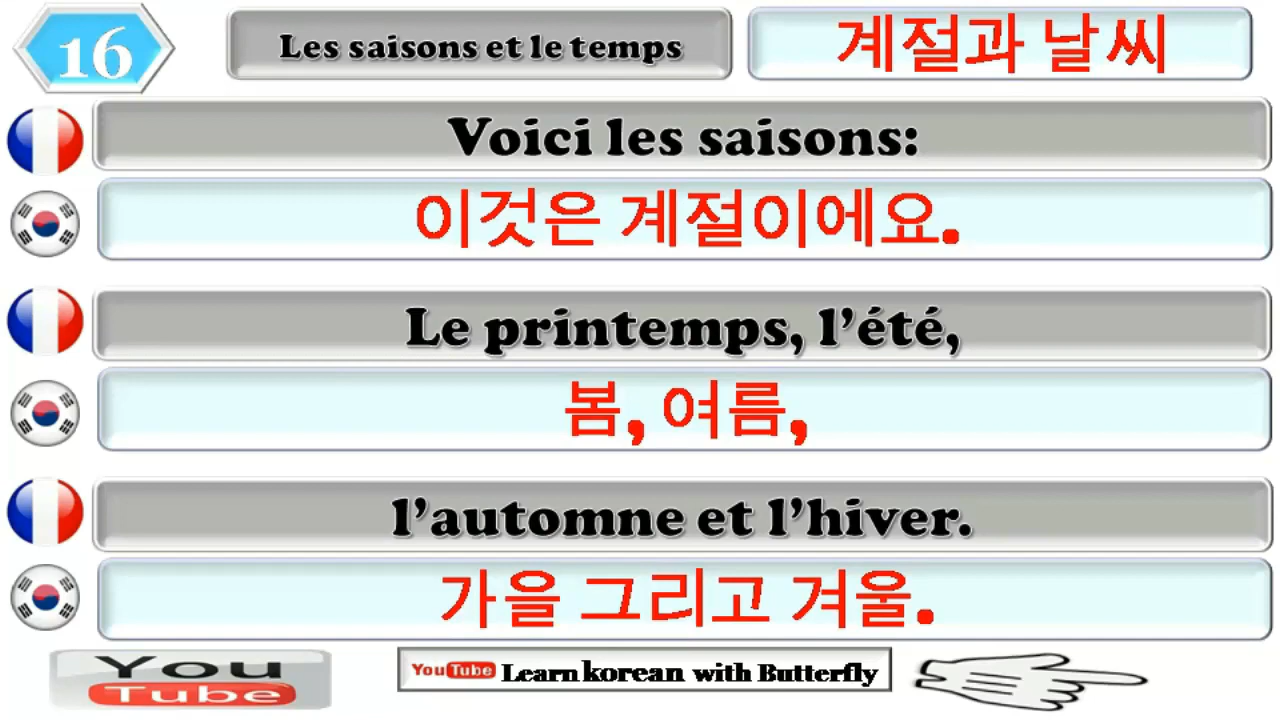 16
Les saisons et le temps
계절과 날씨
Voici les saisons:
이것은 계절이에요.
Le printemps, l'été,
봄, 여름,
l'automne et l'hiver.
가을 그리고 겨울.
You Tube
YouTube Learn korean with Butterfly